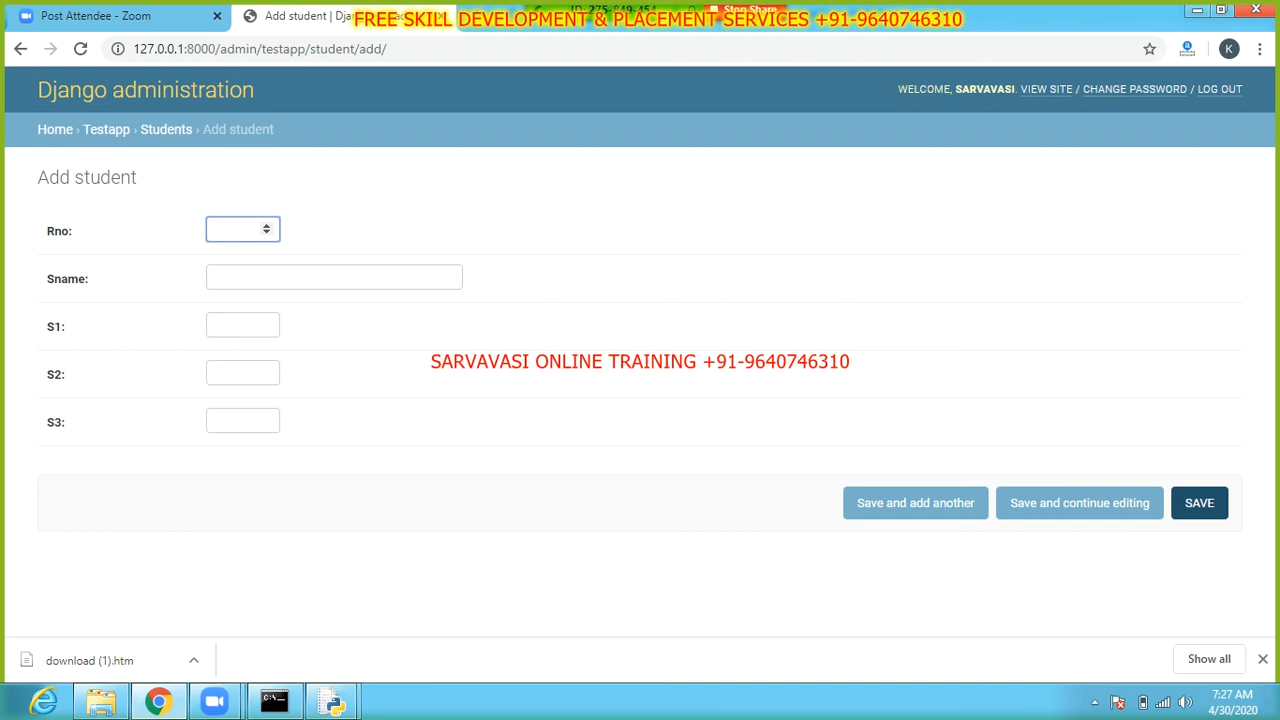 Post Attendee - Zoom
Add student | Dj
FREE SKILL DEVELOPMENT & PLACEMENT SERVICES +91-9640746310
127.0.0.1:8000/admin/testapp/student/add/
K
Django administration
WELCOME, SARVAVASI. VIEW SITE / CHANGE PASSWORD / LOG OUT
Home › Testapp › Students › Add student
Add student
Rno:
Sname:
S1:
S2:
SARVAVASI ONLINE TRAINING +91-9640746310
S3:
Save and add another
Save and continue editing
SAVE
download (1).htm
Show all
7:27 AM
4/30/2020